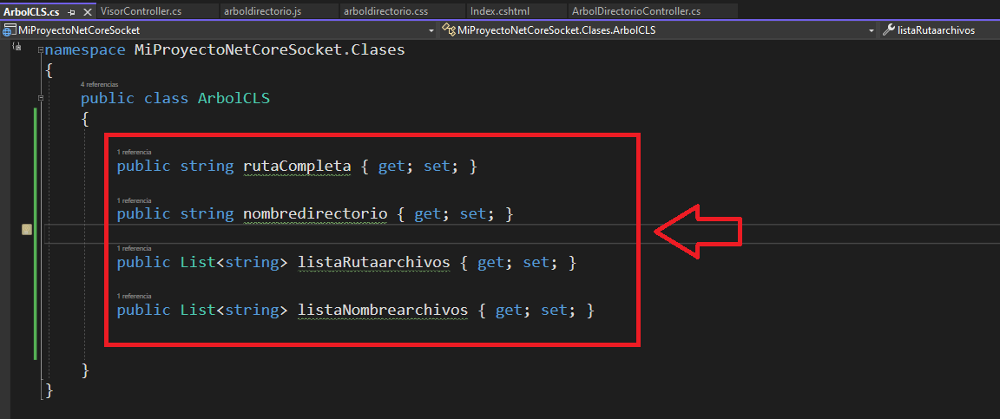 ArbolCLS.cs VisorController.cs arboldirectorio.js arboldirectorio.css Index.cshtml ArbolDirectorioController.cs
MiProyectoNetCoreSocket MiProyectoNetCoreSocket.Clases.ArbolCLS listaRutaarchivos
namespace MiProyectoNetCoreSocket.Clases
{
4 referencias
public class ArbolCLS
{
1 referencia
public string rutaCompleta { get; set; }
1 referencia
public string nombredirectorio { get; set; }
1 referencia
public List<string> listaRutaarchivos { get; set; }
1 referencia
public List<string> listaNombrearchivos { get; set; }
}
}